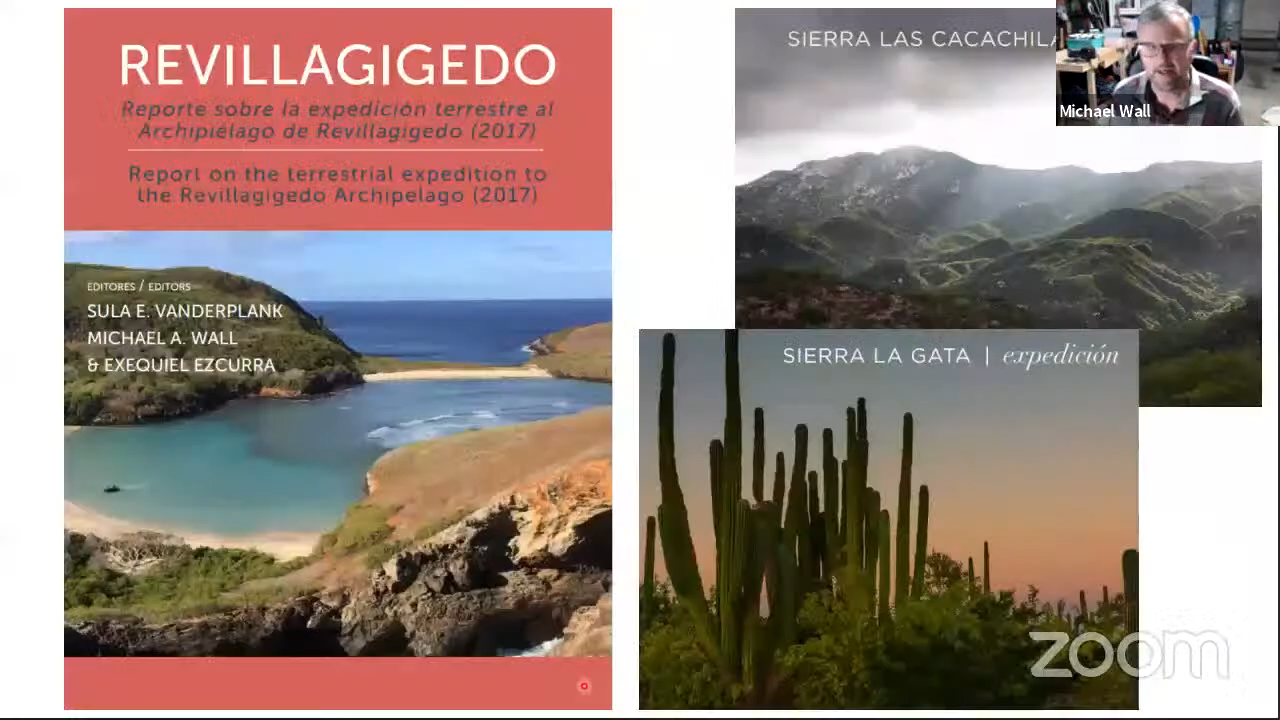 REVILLAGIGEDO
Reporte sobre la expedición terrestre al
Archipiélago de Revillagigedo (2017)
Report on the terrestrial expedition to
the Revillagigedo Archipelago (2017)
EDITORES / EDITORS
SULA E. VANDERPLANK
MICHAEL A. WALL
& EXEQUIEL EZCURRA
SIERRA LAS CACACHILA
Michael Wall
SIERRA LA GATA | expedición
zoom